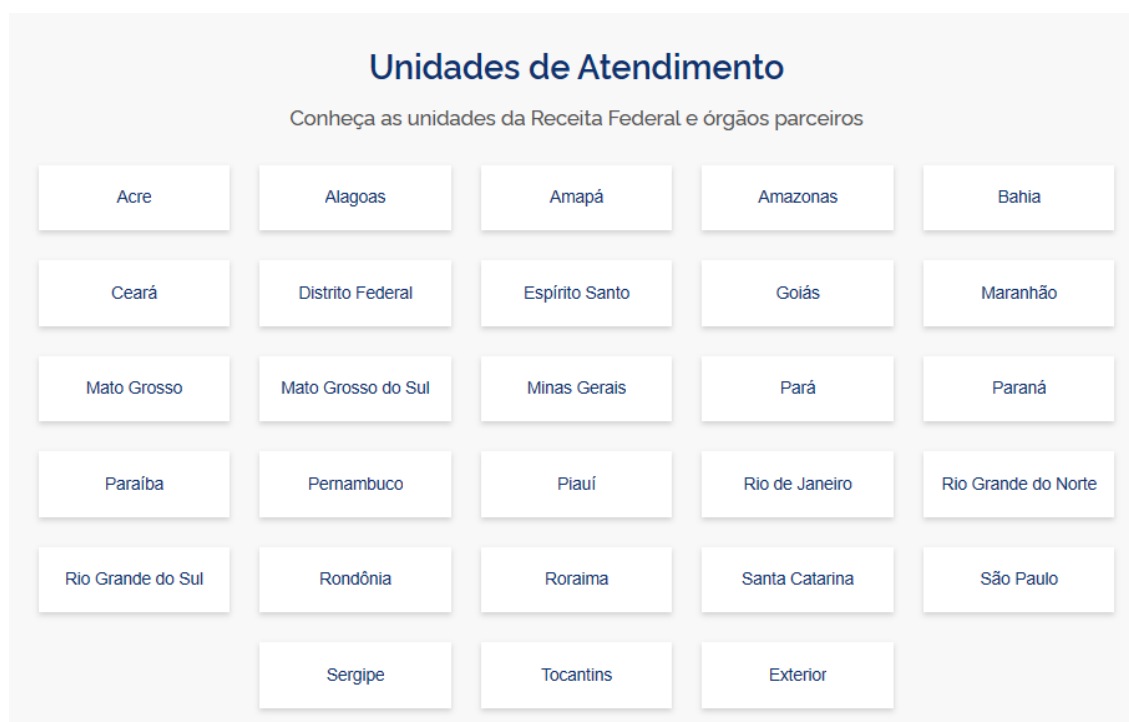 Unidades de Atendimento
Conheça as unidades da Receita Federal e órgãos parceiros
Acre
Alagoas
Amapá
Amazonas
Bahia
Ceará
Distrito Federal
Espírito Santo
Goiás
Maranhão
Mato Grosso
Mato Grosso do Sul
Minas Gerais
Pará
Paraná
Paraíba
Pernambuco
Piauí
Rio de Janeiro
Rio Grande do Norte
Rio Grande do Sul
Rondônia
Roraima
Santa Catarina
São Paulo
Sergipe
Tocantins
Exterior